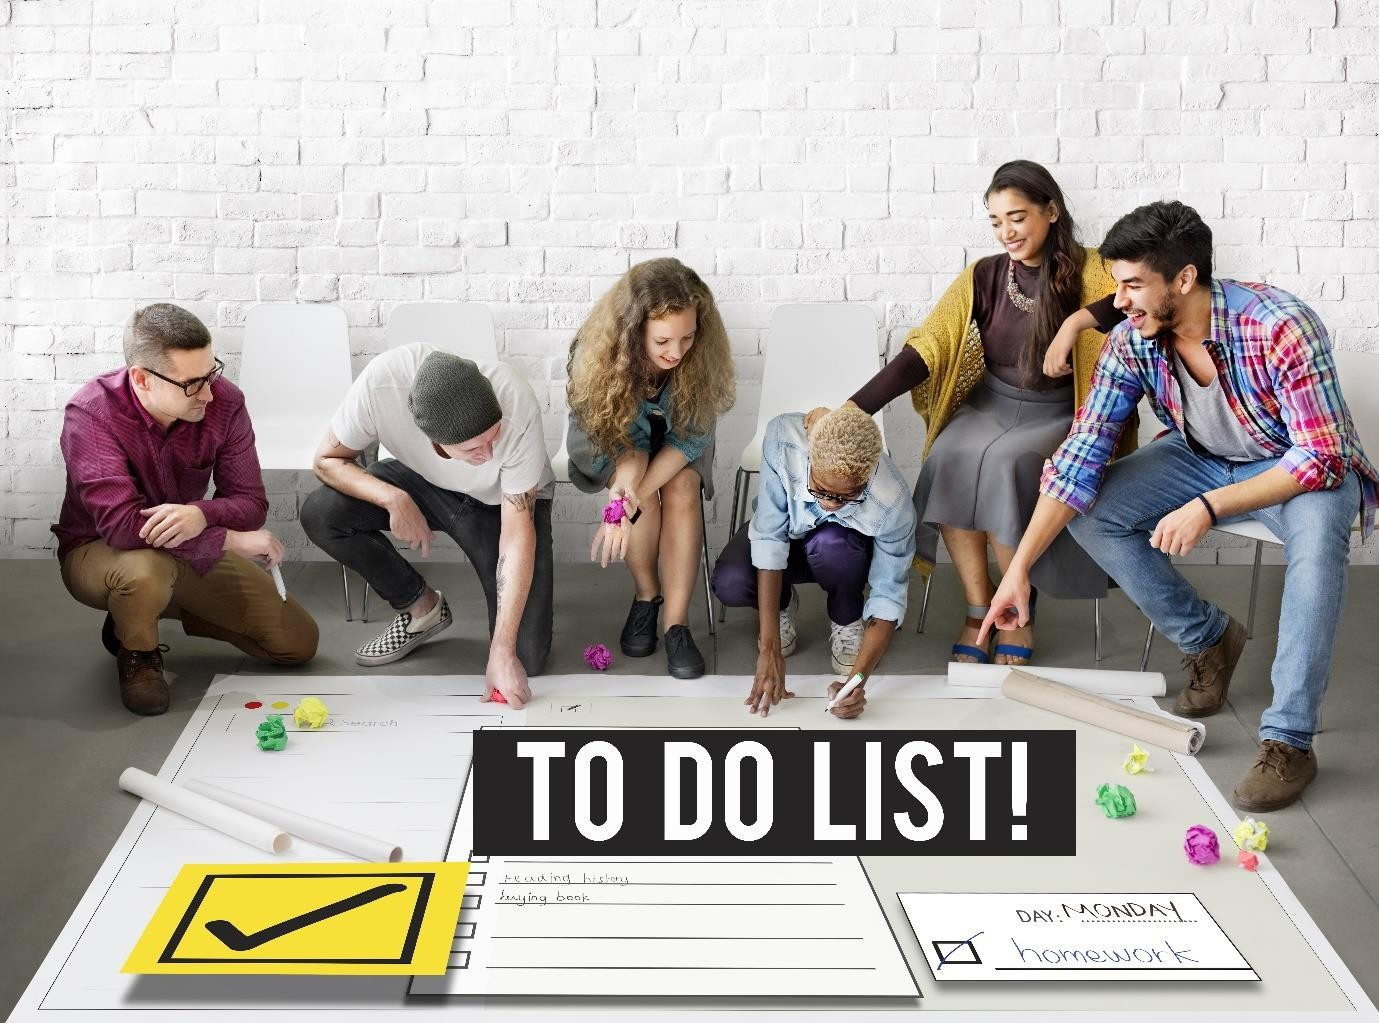 Search
TO DO LIST!
reading history
buying book
DAY: MONDAY
homework